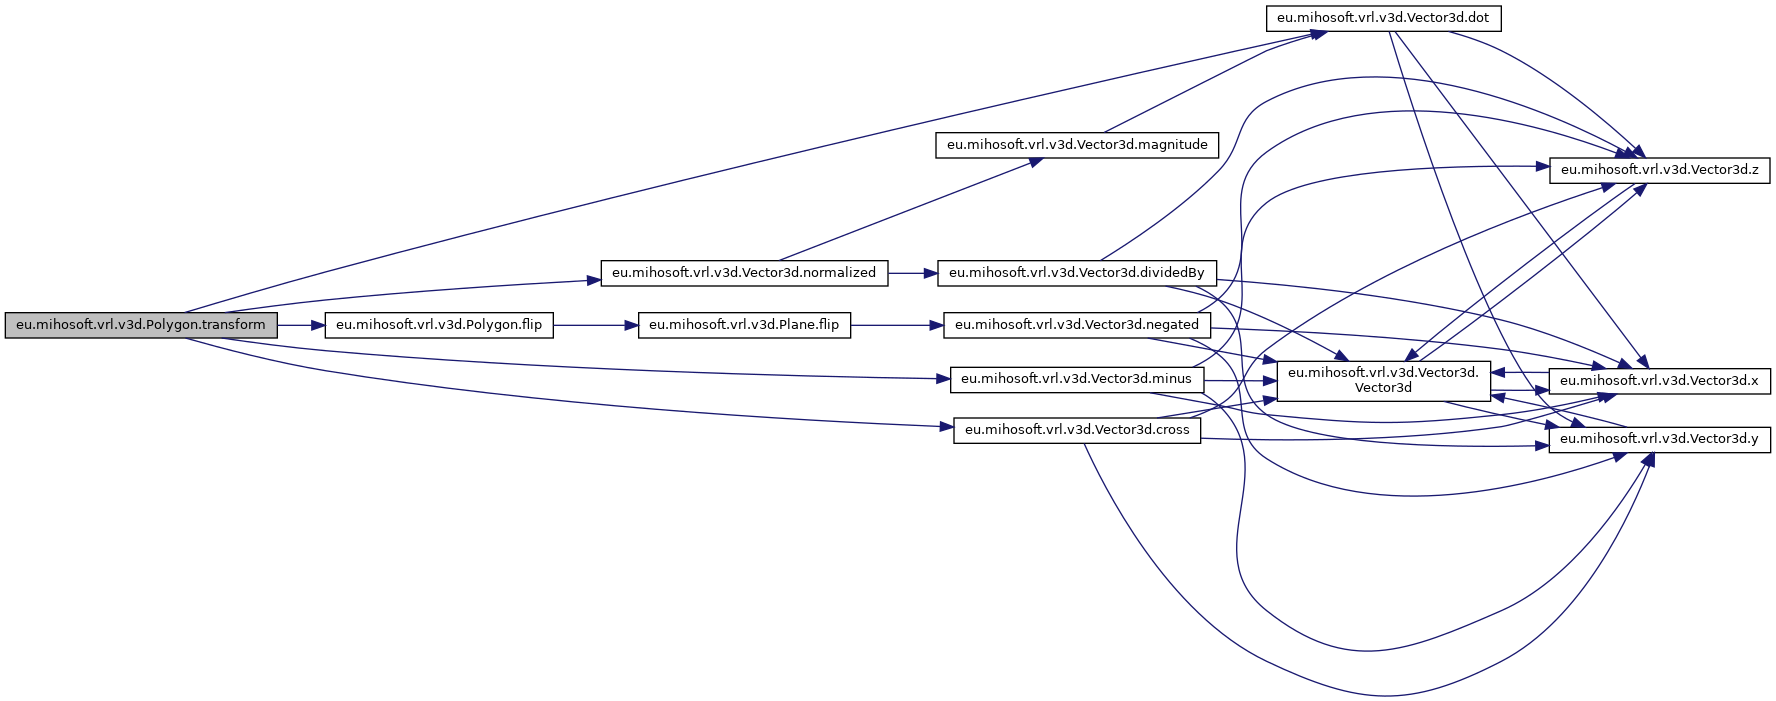 eu.mihosoft.vrl.v3d.Vector3d.dot
eu.mihosoft.vrl.v3d.Vector3d.magnitude
eu.mihosoft.vrl.v3d.Vector3d.z
eu.mihosoft.vrl.v3d.Vector3d.normalized
eu.mihosoft.vrl.v3d.Vector3d.dividedBy
eu.mihosoft.vrl.v3d.Polygon.transform
eu.mihosoft.vrl.v3d.Polygon.flip
eu.mihosoft.vrl.v3d.Plane.flip
eu.mihosoft.vrl.v3d.Vector3d.negated
eu.mihosoft.vrl.v3d.Vector3d.minus
eu.mihosoft.vrl.v3d.Vector3d.
Vector3d
eu.mihosoft.vrl.v3d.Vector3d.x
eu.mihosoft.vrl.v3d.Vector3d.cross
eu.mihosoft.vrl.v3d.Vector3d.y